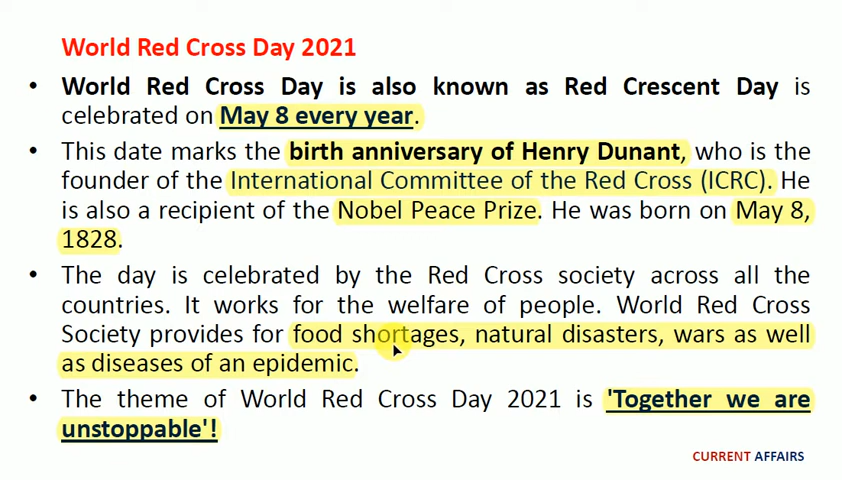 World Red Cross Day 2021
• World Red Cross Day is also known as Red Crescent Day is
celebrated on May 8 every year.
• This date marks the birth anniversary of Henry Dunant, who is the
founder of the International Committee of the Red Cross (ICRC). He
is also a recipient of the Nobel Peace Prize. He was born on May 8,
1828.
• The day is celebrated by the Red Cross society across all the
countries. It works for the welfare of people. World Red Cross
Society provides for food shortages, natural disasters, wars as well
as diseases of an epidemic.
• The theme of World Red Cross Day 2021 is 'Together we are
unstoppable'!
CURRENT AFFAIRS